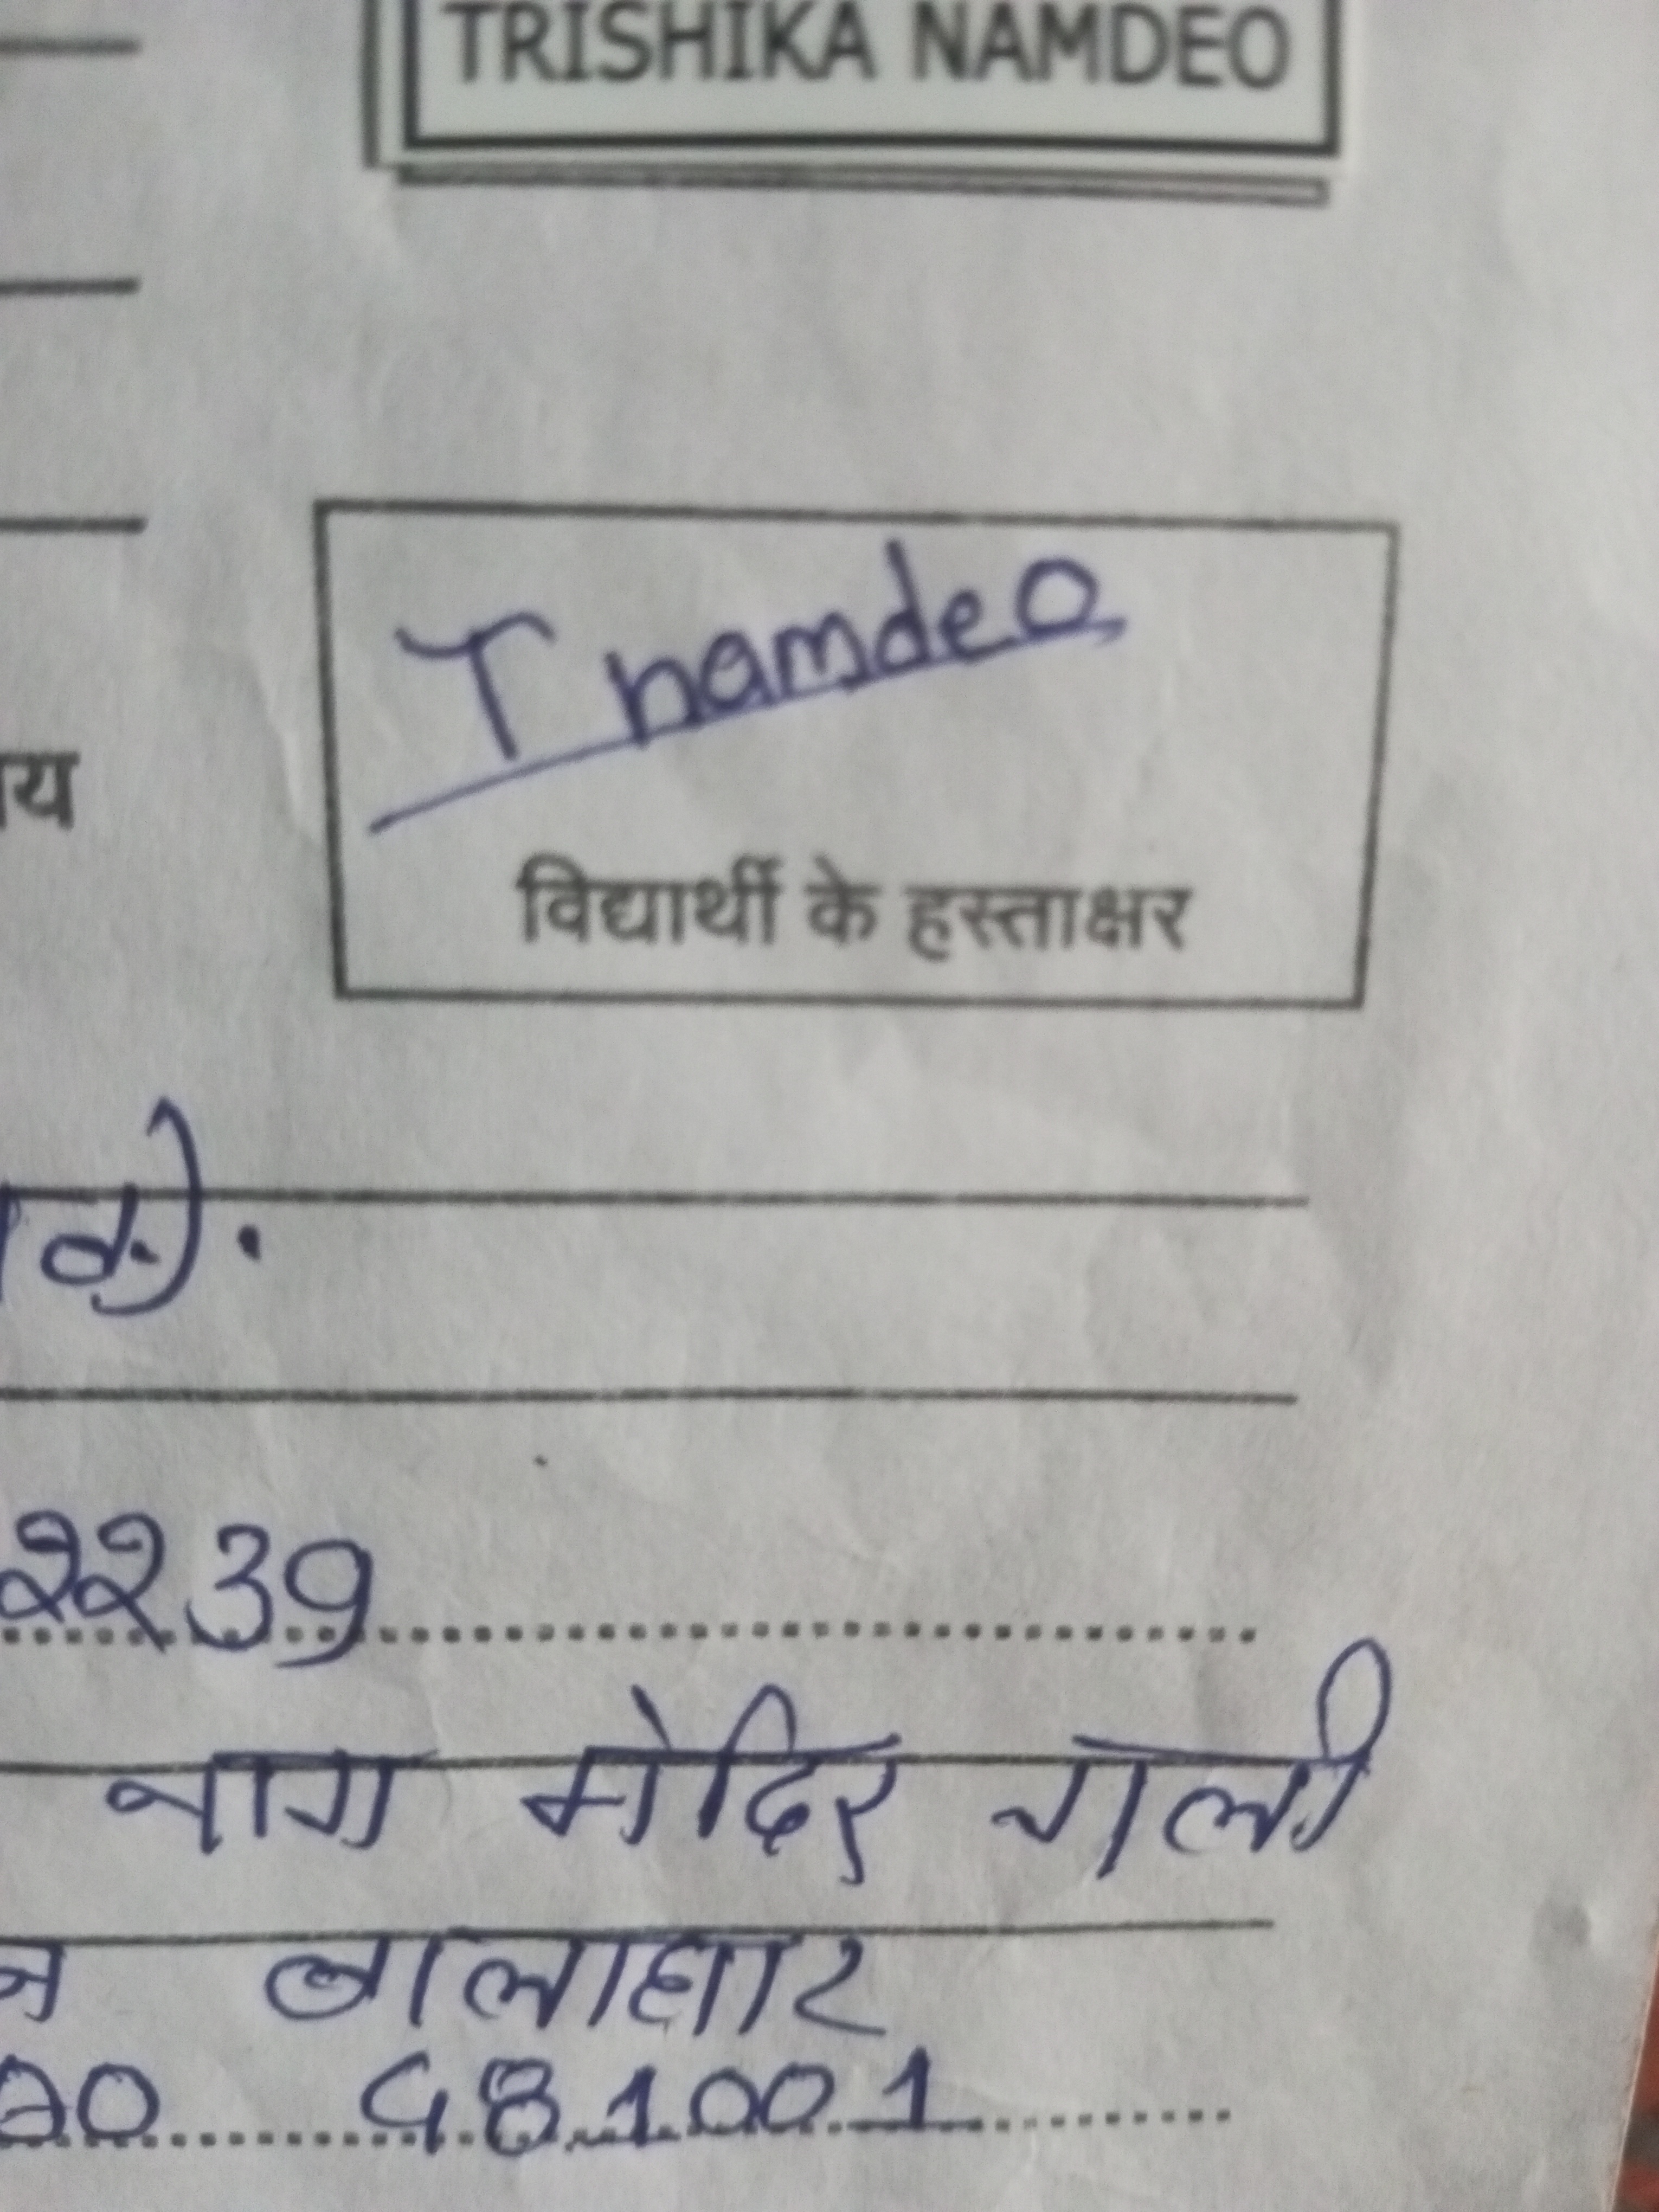 TRISHIKA NAMDEO
T namdeo
विद्यार्थी के हस्ताक्षर
2239
नाग मंदिर गली
बालाघाट
481001